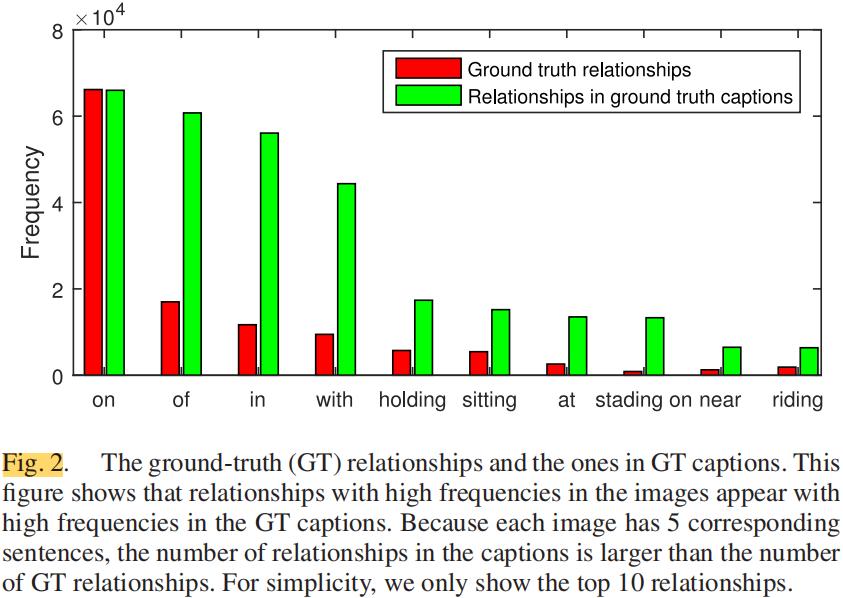 ×10⁴
8
Ground truth relationships
Relationships in ground truth captions
6
4
2
0
Frequency
on of in with holding sitting at stading on near riding
Fig. 2. The ground-truth (GT) relationships and the ones in GT captions. This
figure shows that relationships with high frequencies in the images appear with
high frequencies in the GT captions. Because each image has 5 corresponding
sentences, the number of relationships in the captions is larger than the number
of GT relationships. For simplicity, we only show the top 10 relationships.